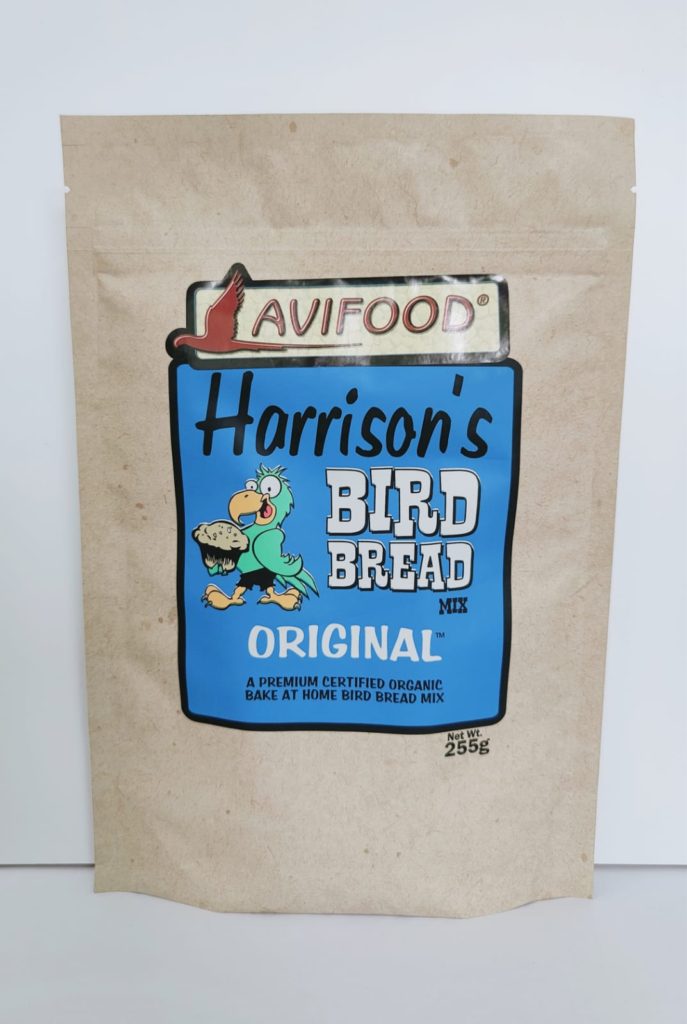 AVIFOOD®
Harrison's
BIRD
BREAD
MIX
ORIGINAL™
A PREMIUM CERTIFIED ORGANIC
BAKE AT HOME BIRD BREAD MIX
Net Wt.
255g